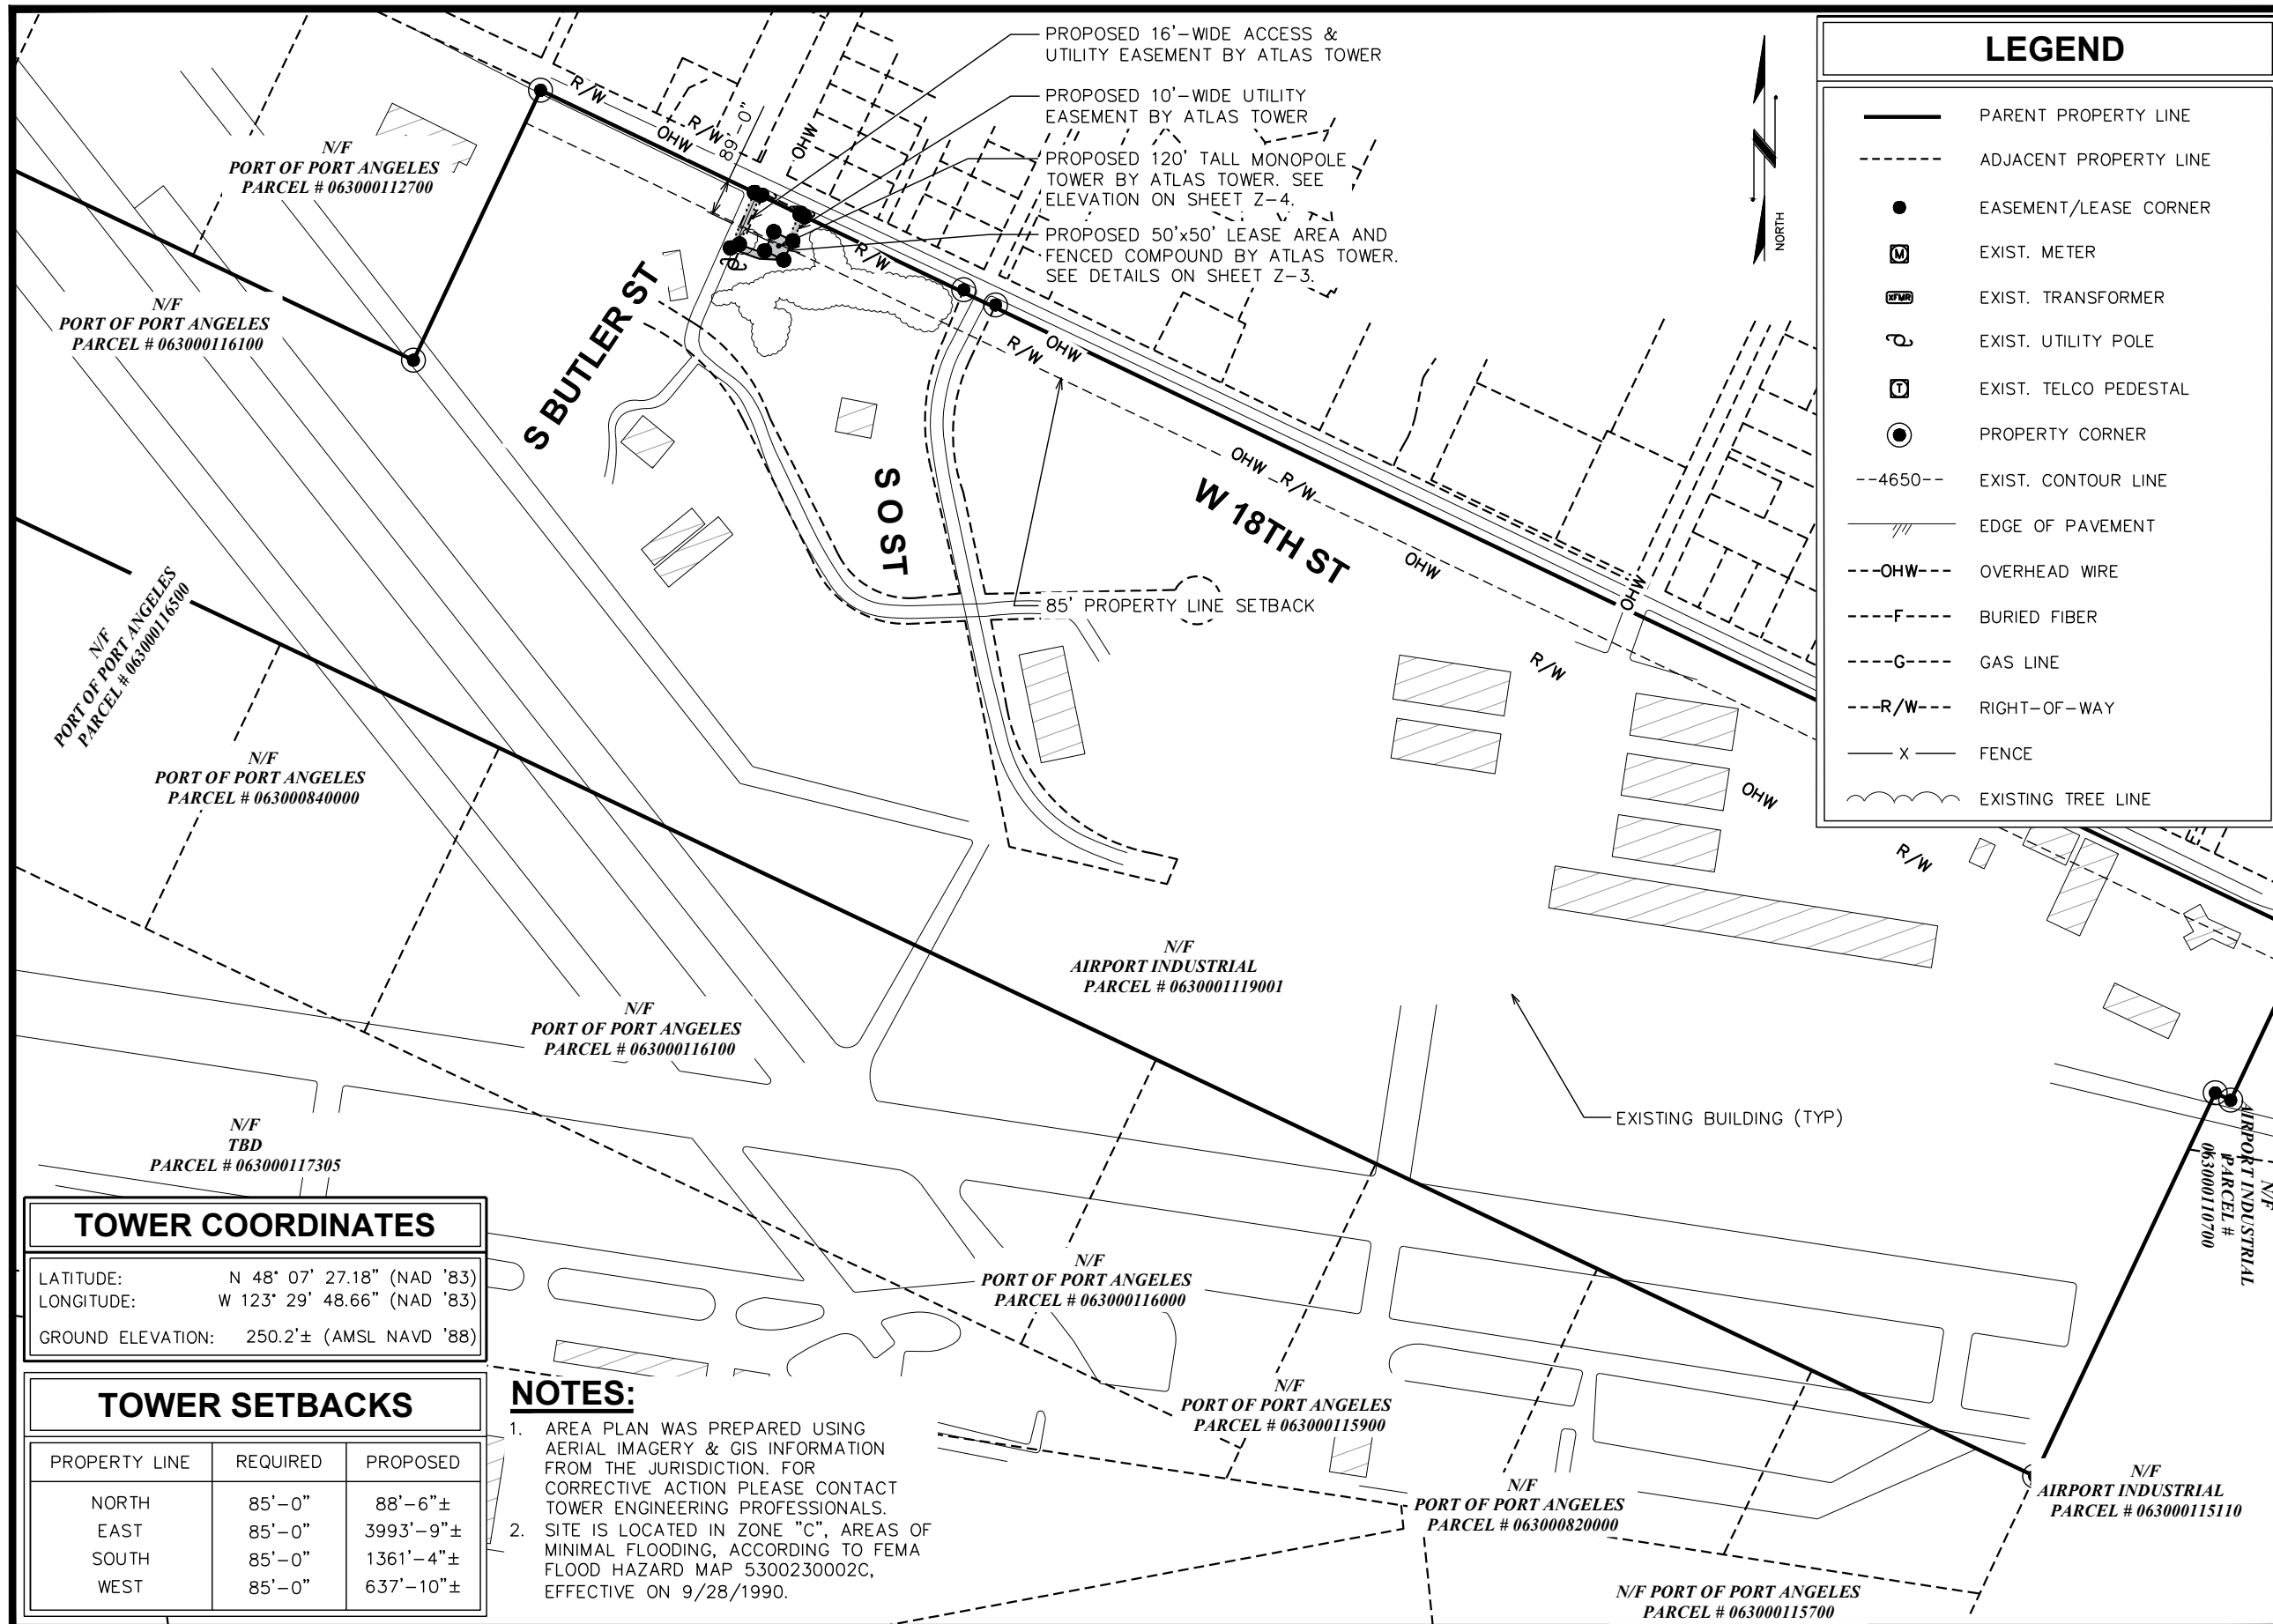 PROPOSED 16'-WIDE ACCESS &
UTILITY EASEMENT BY ATLAS TOWER
PROPOSED 10'-WIDE UTILITY
EASEMENT BY ATLAS TOWER
PROPOSED 120' TALL MONOPOLE
TOWER BY ATLAS TOWER. SEE
ELEVATION ON SHEET Z-4.
PROPOSED 50'x50' LEASE AREA AND
FENCED COMPOUND BY ATLAS TOWER.
SEE DETAILS ON SHEET Z-3.
NORTH
LEGEND
PARENT PROPERTY LINE
ADJACENT PROPERTY LINE
EASEMENT/LEASE CORNER
M EXIST. METER
XFMR EXIST. TRANSFORMER
EXIST. UTILITY POLE
T EXIST. TELCO PEDESTAL
PROPERTY CORNER
--4650-- EXIST. CONTOUR LINE
EDGE OF PAVEMENT
---OHW--- OVERHEAD WIRE
----F---- BURIED FIBER
----G---- GAS LINE
---R/W--- RIGHT-OF-WAY
X FENCE
EXISTING TREE LINE
R/W
OHW
R/W
89'-0"
OHW
R/W
R/W
OHW
OHW
R/W
OHW
OHW
R/W
OHW
R/W
N/F
PORT OF PORT ANGELES
PARCEL # 063000112700
N/F
PORT OF PORT ANGELES
PARCEL # 063000116100
S BUTLER ST
S O ST
W 18TH ST
85' PROPERTY LINE SETBACK
N/F
PORT OF PORT ANGELES
PARCEL # 063000116500
N/F
PORT OF PORT ANGELES
PARCEL # 063000840000
N/F
AIRPORT INDUSTRIAL
PARCEL # 0630001119001
N/F
PORT OF PORT ANGELES
PARCEL # 063000116100
EXISTING BUILDING (TYP)
N/F
AIRPORT INDUSTRIAL
PARCEL #
063000110700
N/F
TBD
PARCEL # 063000117305
N/F
PORT OF PORT ANGELES
PARCEL # 063000116000
N/F
PORT OF PORT ANGELES
PARCEL # 063000115900
N/F
PORT OF PORT ANGELES
PARCEL # 063000820000
N/F
AIRPORT INDUSTRIAL
PARCEL # 063000115110
N/F PORT OF PORT ANGELES
PARCEL # 063000115700
TOWER COORDINATES
LATITUDE: N 48° 07' 27.18" (NAD '83)
LONGITUDE: W 123° 29' 48.66" (NAD '83)
GROUND ELEVATION: 250.2'± (AMSL NAVD '88)
TOWER SETBACKS
PROPERTY LINE REQUIRED PROPOSED
NORTH 85'-0" 88'-6"±
EAST 85'-0" 3993'-9"±
SOUTH 85'-0" 1361'-4"±
WEST 85'-0" 637'-10"±
NOTES:
1. AREA PLAN WAS PREPARED USING
AERIAL IMAGERY & GIS INFORMATION
FROM THE JURISDICTION. FOR
CORRECTIVE ACTION PLEASE CONTACT
TOWER ENGINEERING PROFESSIONALS.
2. SITE IS LOCATED IN ZONE "C", AREAS OF
MINIMAL FLOODING, ACCORDING TO FEMA
FLOOD HAZARD MAP 5300230002C,
EFFECTIVE ON 9/28/1990.